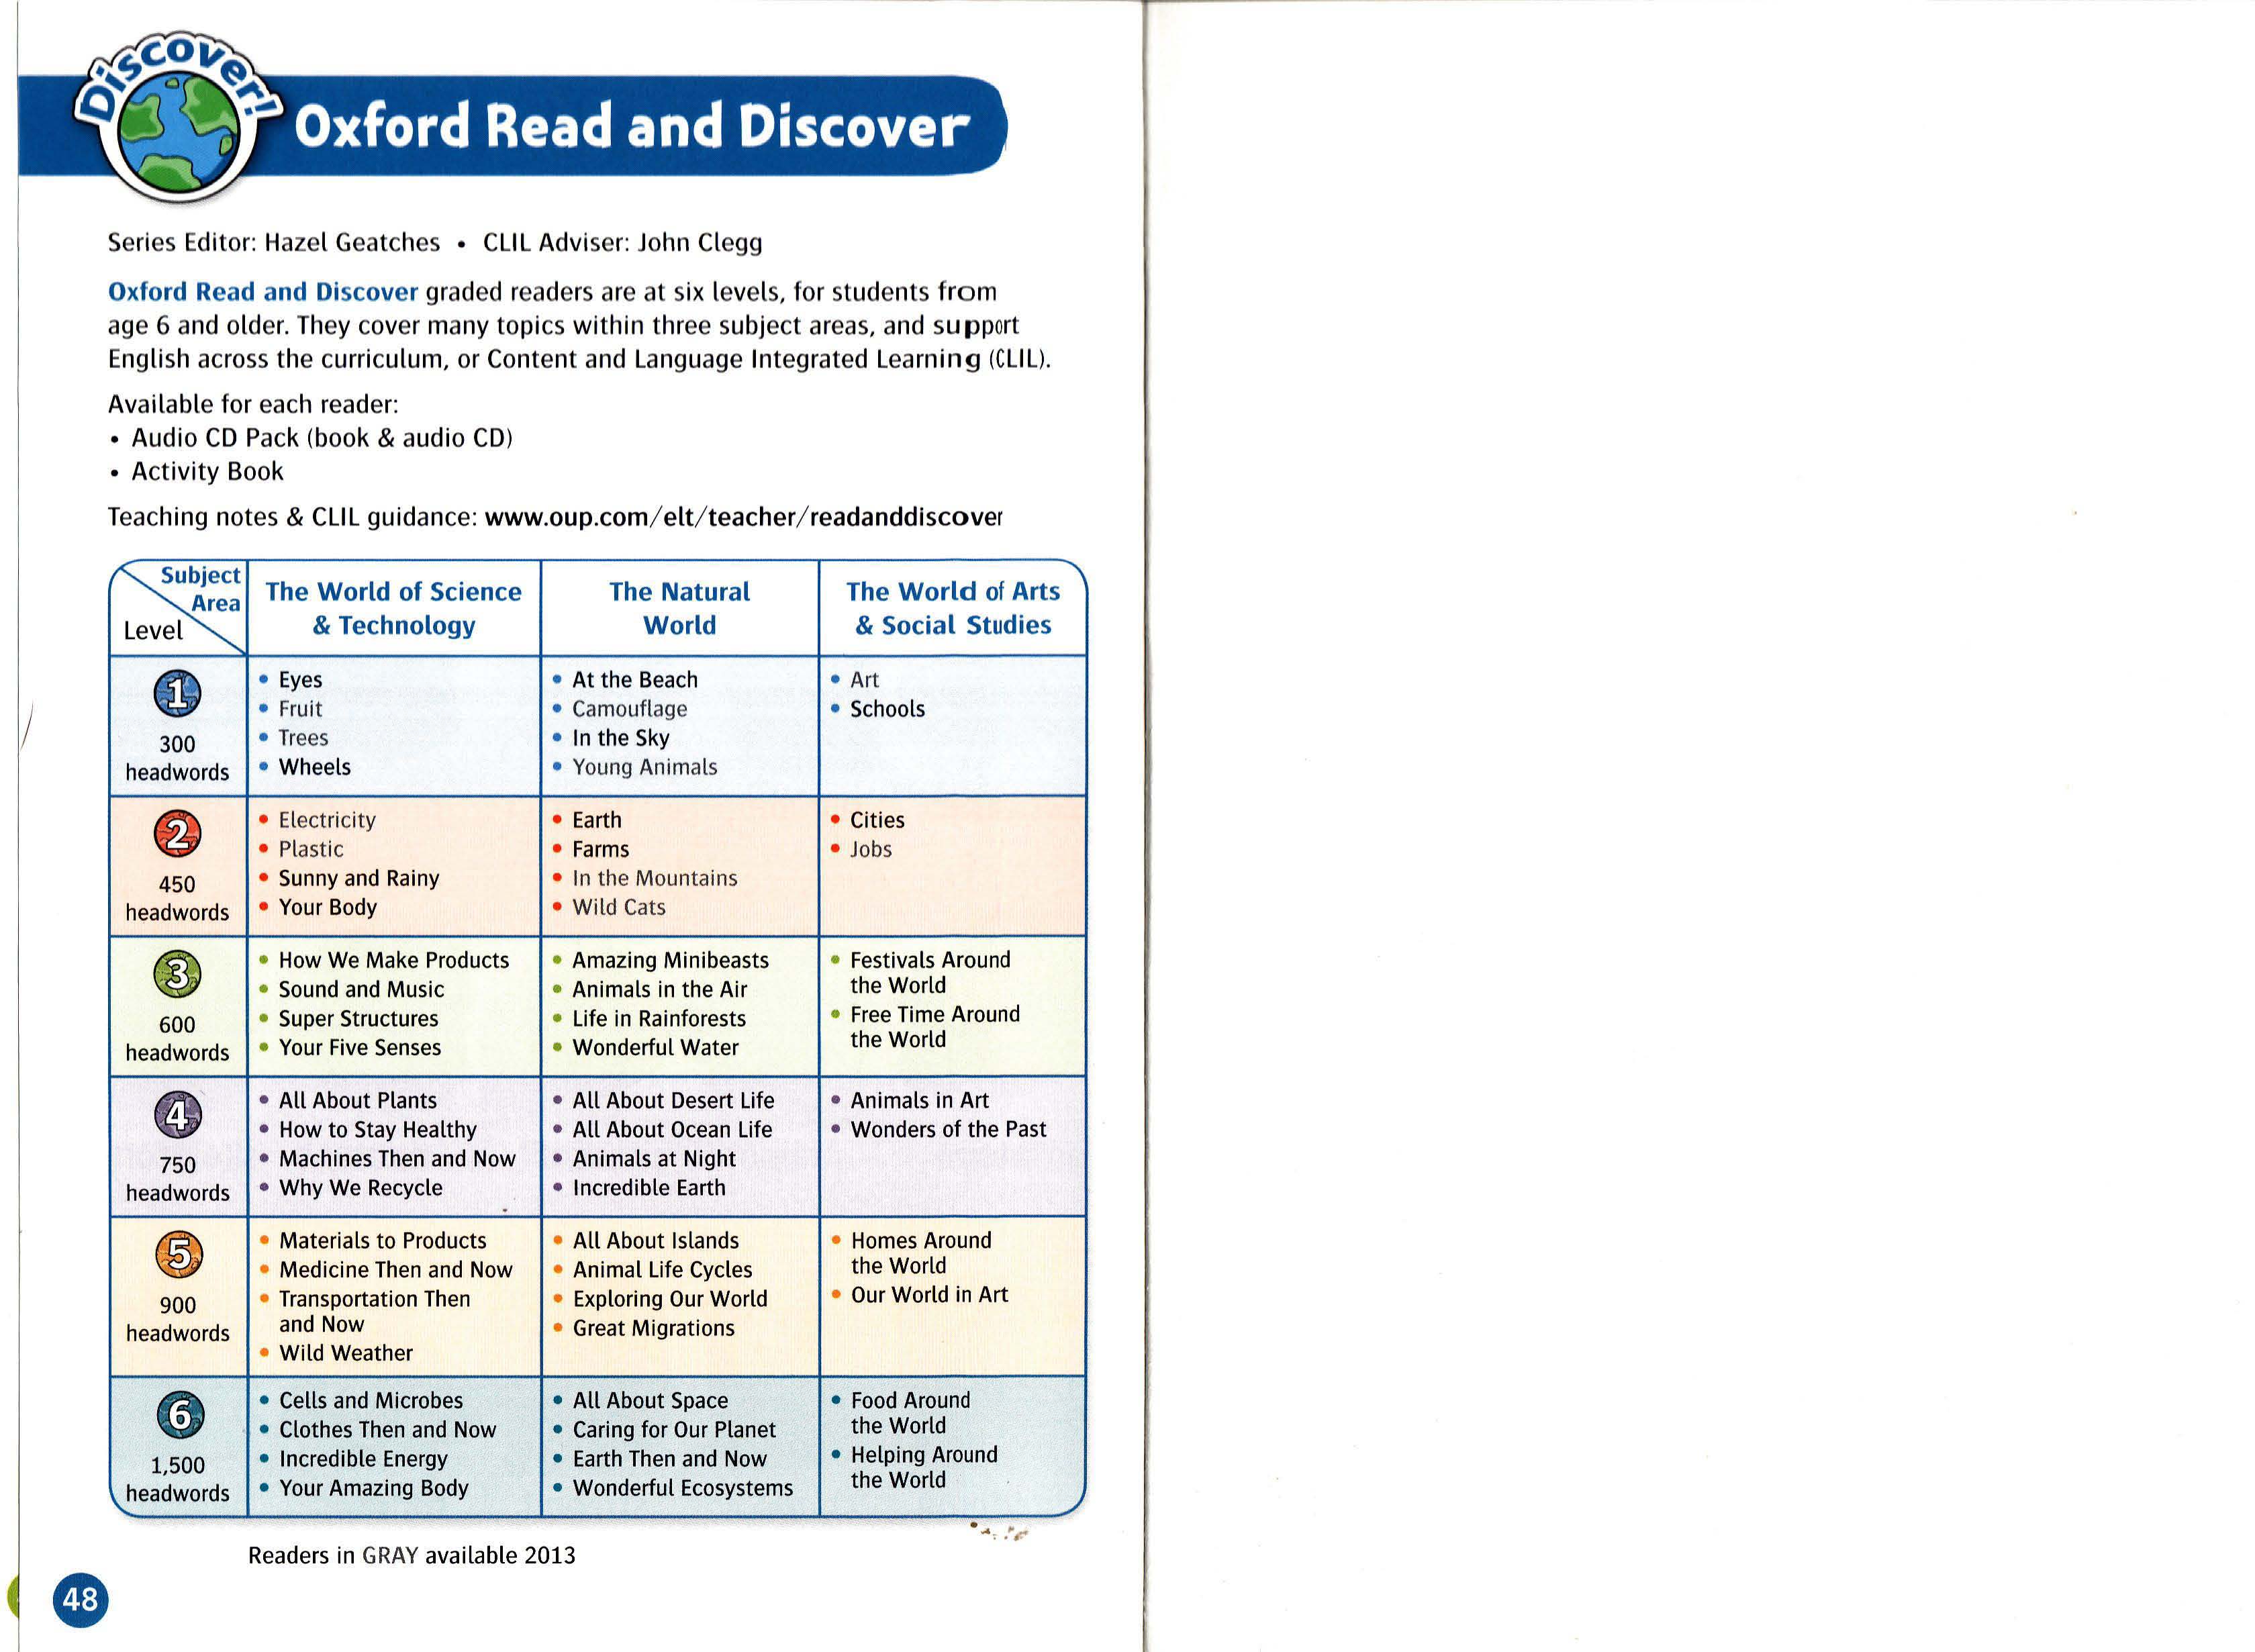 Discover!
Oxford Read and Discover
Series Editor: Hazel Geatches • CLIL Adviser: John Clegg
Oxford Read and Discover graded readers are at six levels, for students from
age 6 and older. They cover many topics within three subject areas, and support
English across the curriculum, or Content and Language Integrated Learning (CLIL).
Available for each reader:
• Audio CD Pack (book & audio CD)
• Activity Book
Teaching notes & CLIL guidance: www.oup.com/elt/teacher/readanddiscover
Subject
Area
Level
The World of Science
& Technology
The Natural
World
The World of Arts
& Social Studies
1
300
headwords
• Eyes
• Fruit
• Trees
• Wheels
• At the Beach
• Camouflage
• In the Sky
• Young Animals
• Art
• Schools
2
450
headwords
• Electricity
• Plastic
• Sunny and Rainy
• Your Body
• Earth
• Farms
• In the Mountains
• Wild Cats
• Cities
• Jobs
3
600
headwords
• How We Make Products
• Sound and Music
• Super Structures
• Your Five Senses
• Amazing Minibeasts
• Animals in the Air
• Life in Rainforests
• Wonderful Water
• Festivals Around
the World
• Free Time Around
the World
4
750
headwords
• All About Plants
• How to Stay Healthy
• Machines Then and Now
• Why We Recycle
• All About Desert Life
• All About Ocean Life
• Animals at Night
• Incredible Earth
• Animals in Art
• Wonders of the Past
5
900
headwords
• Materials to Products
• Medicine Then and Now
• Transportation Then
and Now
• Wild Weather
• All About Islands
• Animal Life Cycles
• Exploring Our World
• Great Migrations
• Homes Around
the World
• Our World in Art
6
1,500
headwords
• Cells and Microbes
• Clothes Then and Now
• Incredible Energy
• Your Amazing Body
• All About Space
• Caring for Our Planet
• Earth Then and Now
• Wonderful Ecosystems
• Food Around
the World
• Helping Around
the World
Readers in GRAY available 2013
48